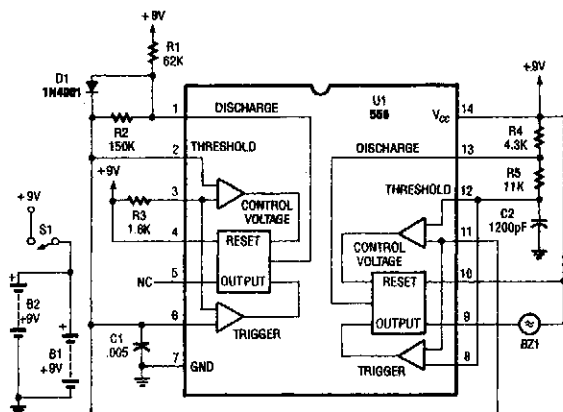 +9V
R1
62K
D1
1N4001
R2
150K
+9V
R3
1.8K
NC
+9V
S1
B2
+9V
B1
+9V
C1
.005
1
2
3
4
5
6
7
DISCHARGE
THRESHOLD
CONTROL
VOLTAGE
RESET
OUTPUT
TRIGGER
GND
U1
556
VCC
DISCHARGE
THRESHOLD
CONTROL
VOLTAGE
RESET
OUTPUT
TRIGGER
14
13
12
11
10
9
8
+9V
R4
4.3K
R5
11K
C2
1200pF
BZ1